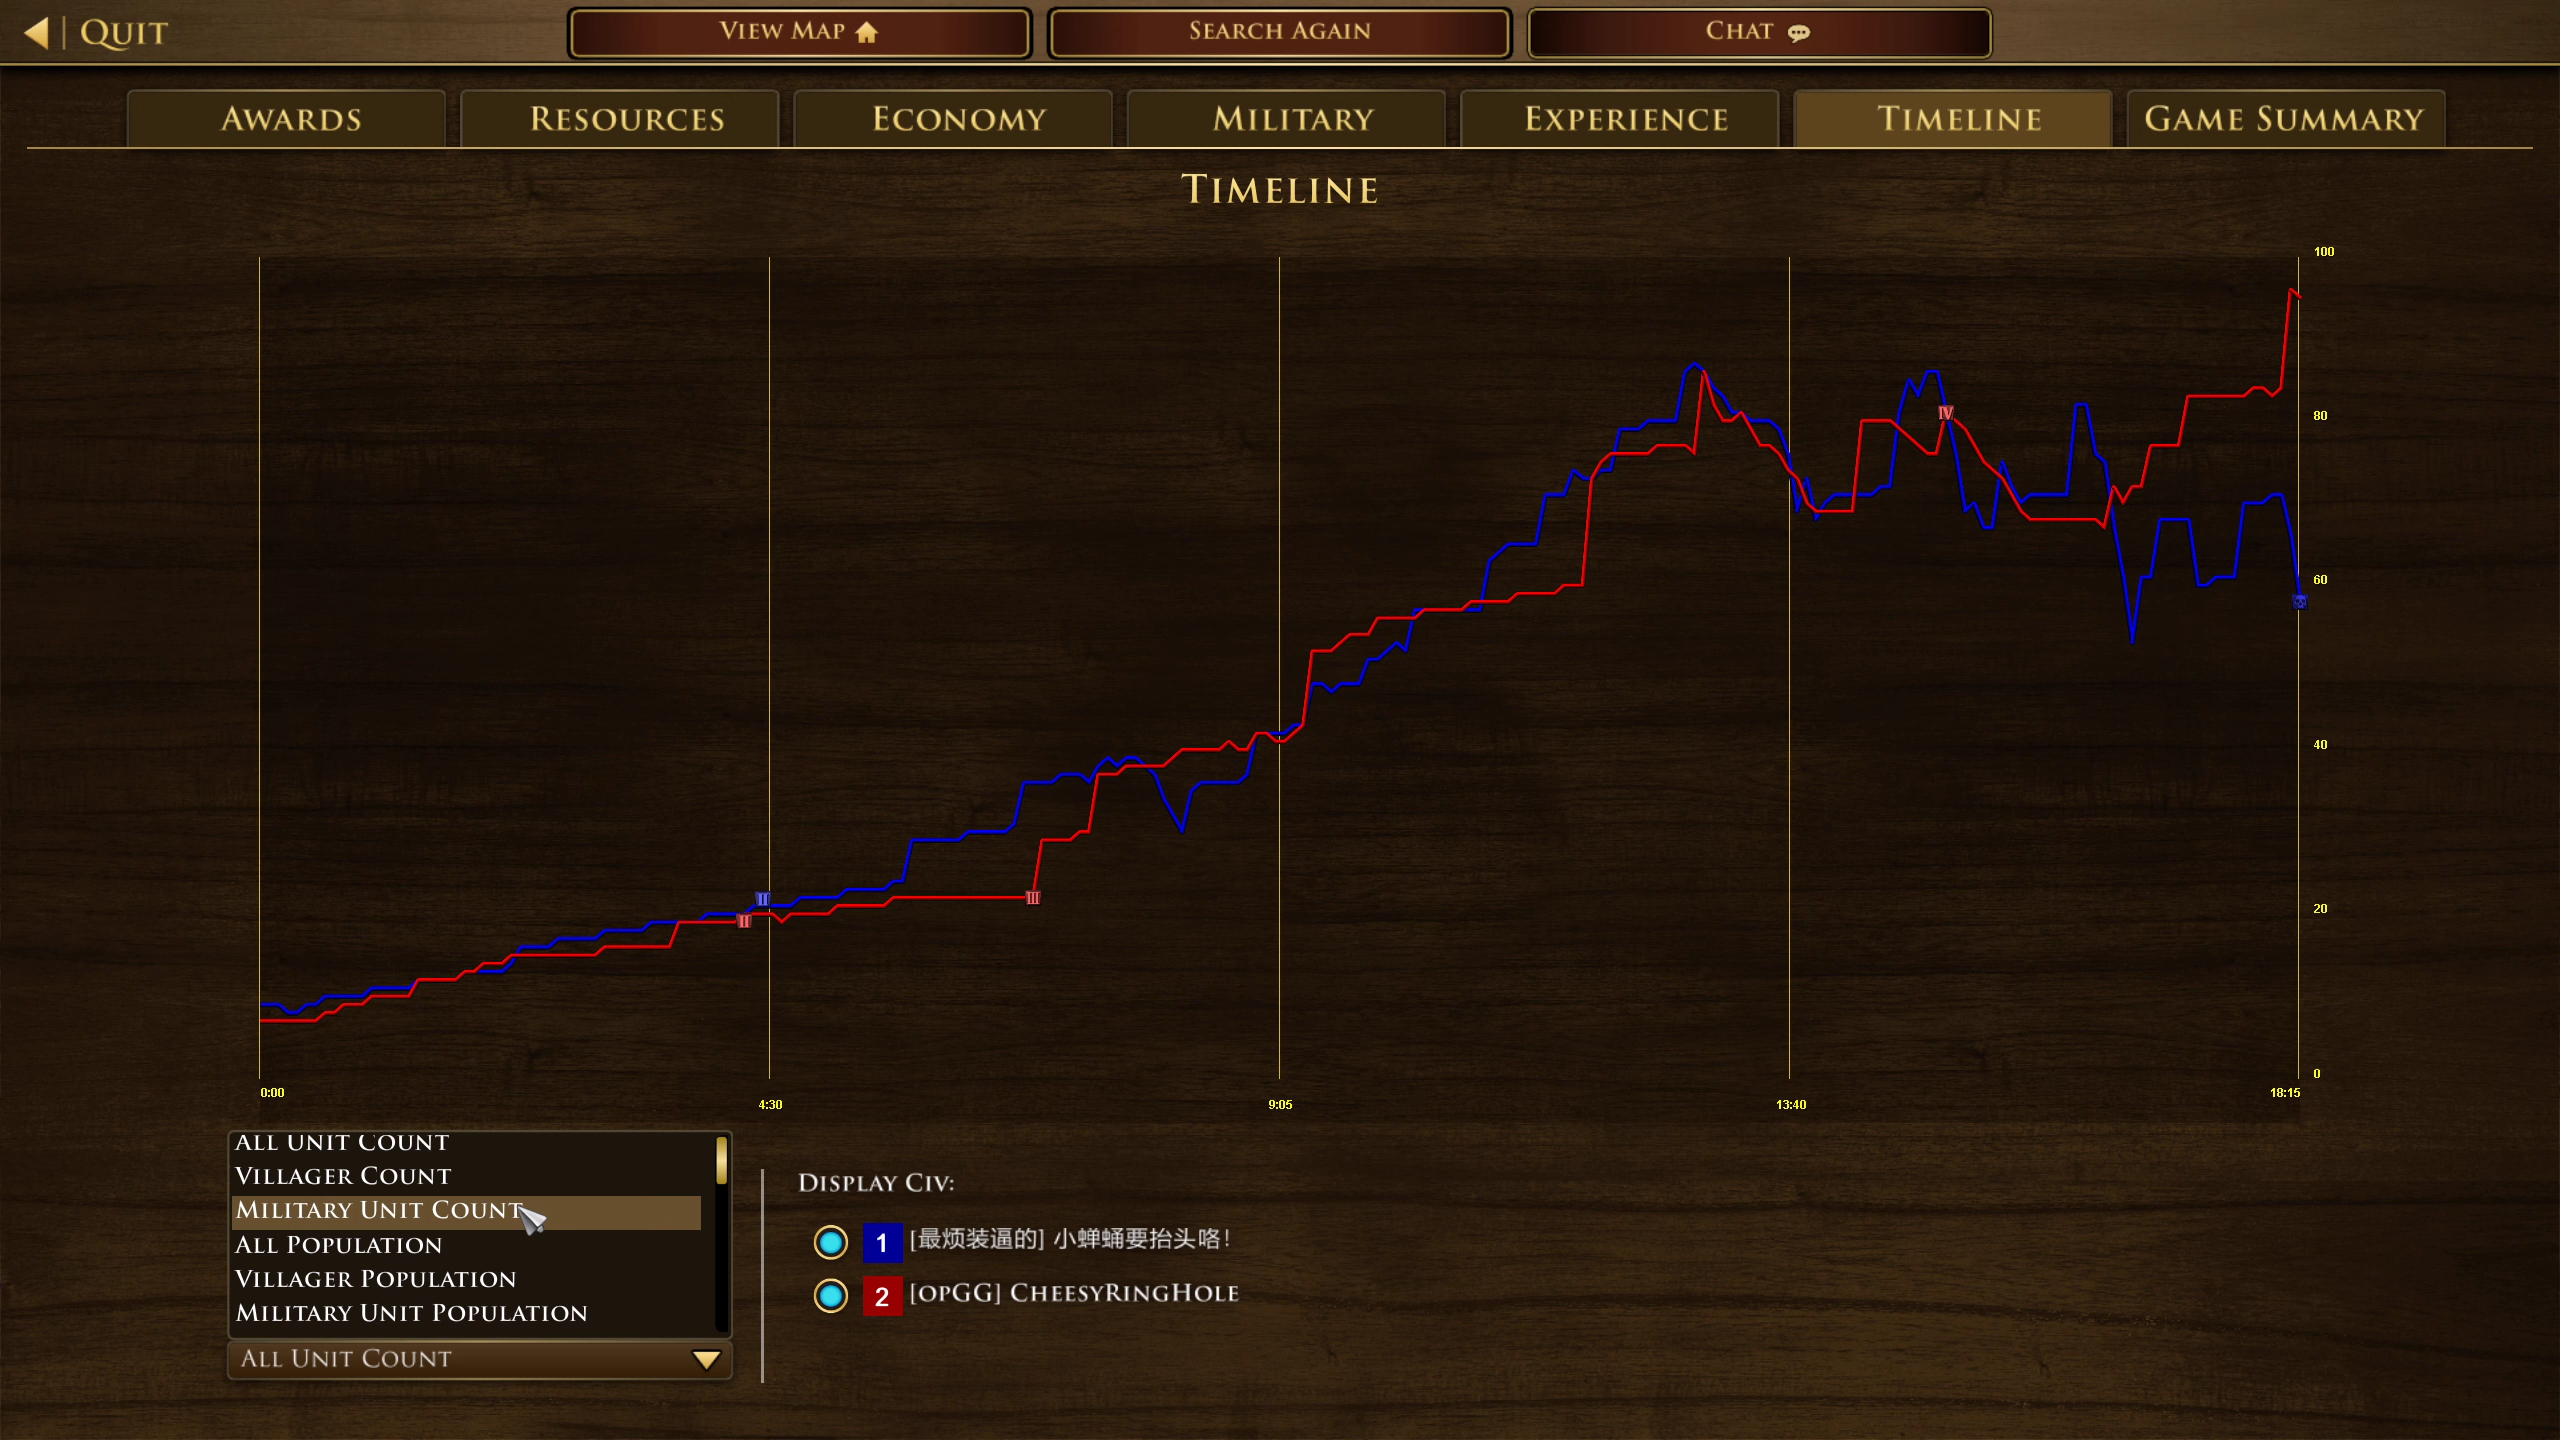 QUIT
VIEW MAP
SEARCH AGAIN
CHAT
AWARDS
RESOURCES
ECONOMY
MILITARY
EXPERIENCE
TIMELINE
GAME SUMMARY
TIMELINE
100
80
60
40
20
0
IV
III
II
II
0:00
4:30
9:05
13:40
18:15
ALL UNIT COUNT
VILLAGER COUNT
MILITARY UNIT COUNT
ALL POPULATION
VILLAGER POPULATION
MILITARY UNIT POPULATION
ALL UNIT COUNT
DISPLAY CIV:
1 [最烦装逼的] 小蝉蛹要抬头咯!
2 [OPGG] CHEESYRINGHOLE